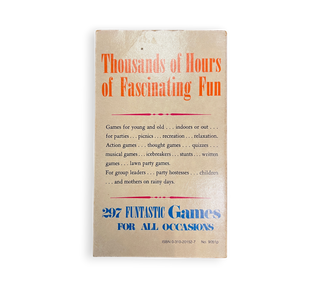 Thousands of Hours
of Fascinating Fun
Games for young and old . . . indoors or out . . .
for parties . . . picnics . . . recreation . . . relaxation.
Action games . . . thought games . . . quizzes . . .
musical games . . . icebreakers . . . stunts . . . written
games . . . lawn party games.
For group leaders . . . party hostesses . . . children
. . . and mothers on rainy days.
297 FUNTASTIC Games
FOR ALL OCCASIONS
ISBN